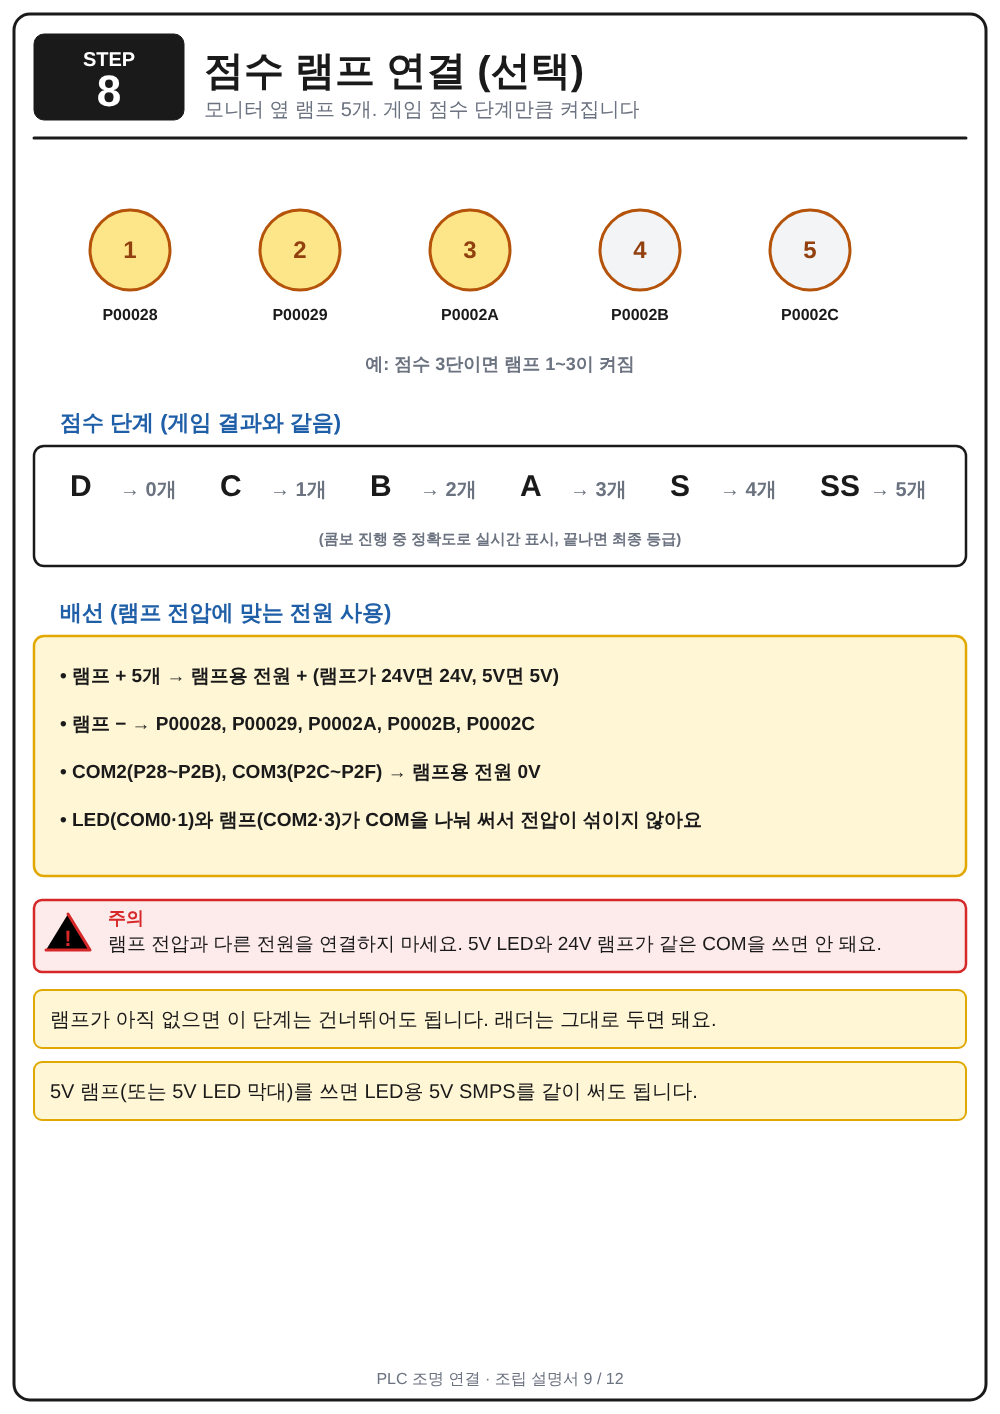 STEP
8
점수 램프 연결 (선택)
모니터 옆 램프 5개. 게임 점수 단계만큼 켜집니다
1 2 3 4 5
P00028 P00029 P0002A P0002B P0002C
예: 점수 3단이면 램프 1~3이 켜짐
점수 단계 (게임 결과와 같음)
D → 0개 C → 1개 B → 2개 A → 3개 S → 4개 SS → 5개
(콤보 진행 중 정확도로 실시간 표시, 끝나면 최종 등급)
배선 (램프 전압에 맞는 전원 사용)
• 램프 + 5개 → 램프용 전원 + (램프가 24V면 24V, 5V면 5V)
• 램프 − → P00028, P00029, P0002A, P0002B, P0002C
• COM2(P28~P2B), COM3(P2C~P2F) → 램프용 전원 0V
• LED(COM0·1)와 램프(COM2·3)가 COM을 나눠 써서 전압이 섞이지 않아요
주의
! 램프 전압과 다른 전원을 연결하지 마세요. 5V LED와 24V 램프가 같은 COM을 쓰면 안 돼요.
램프가 아직 없으면 이 단계는 건너뛰어도 됩니다. 래더는 그대로 두면 돼요.
5V 램프(또는 5V LED 막대)를 쓰면 LED용 5V SMPS를 같이 써도 됩니다.
PLC 조명 연결 · 조립 설명서 9 / 12